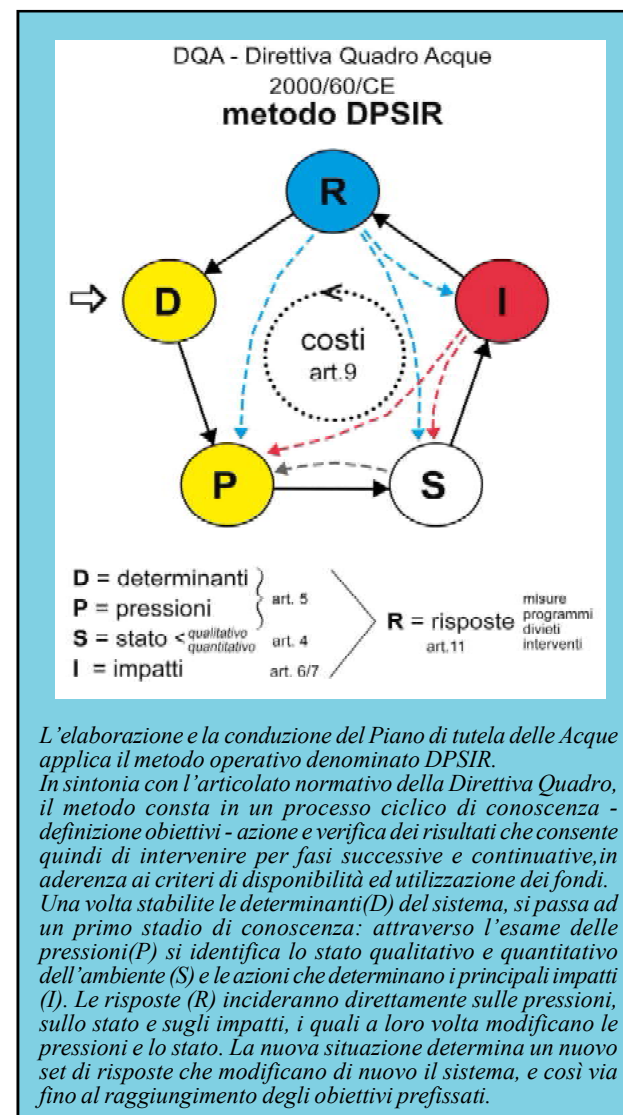 DQA - Direttiva Quadro Acque
2000/60/CE
metodo DPSIR
R
D
I
costi
art.9
P
S
D = determinanti
P = pressioni
art. 5
S = stato < qualitativo
quantitativo
art. 4
I = impatti
art. 6/7
R = risposte
art.11
misure
programmi
divieti
interventi
L'elaborazione e la conduzione del Piano di tutela delle Acque
applica il metodo operativo denominato DPSIR.
In sintonia con l'articolato normativo della Direttiva Quadro,
il metodo consta in un processo ciclico di conoscenza -
definizione obiettivi - azione e verifica dei risultati che consente
quindi di intervenire per fasi successive e continuative,in
aderenza ai criteri di disponibilità ed utilizzazione dei fondi.
Una volta stabilite le determinanti(D) del sistema, si passa ad
un primo stadio di conoscenza: attraverso l'esame delle
pressioni(P) si identifica lo stato qualitativo e quantitativo
dell'ambiente (S) e le azioni che determinano i principali impatti
(I). Le risposte (R) incideranno direttamente sulle pressioni,
sullo stato e sugli impatti, i quali a loro volta modificano le
pressioni e lo stato. La nuova situazione determina un nuovo
set di risposte che modificano di nuovo il sistema, e così via
fino al raggiungimento degli obiettivi prefissati.